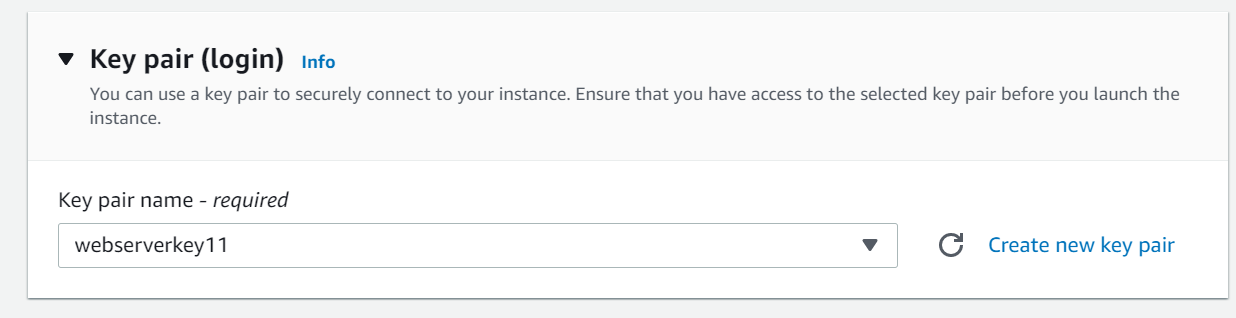 Key pair (login) Info
You can use a key pair to securely connect to your instance. Ensure that you have access to the selected key pair before you launch the
instance.
Key pair name - required
webserverkey11
Create new key pair